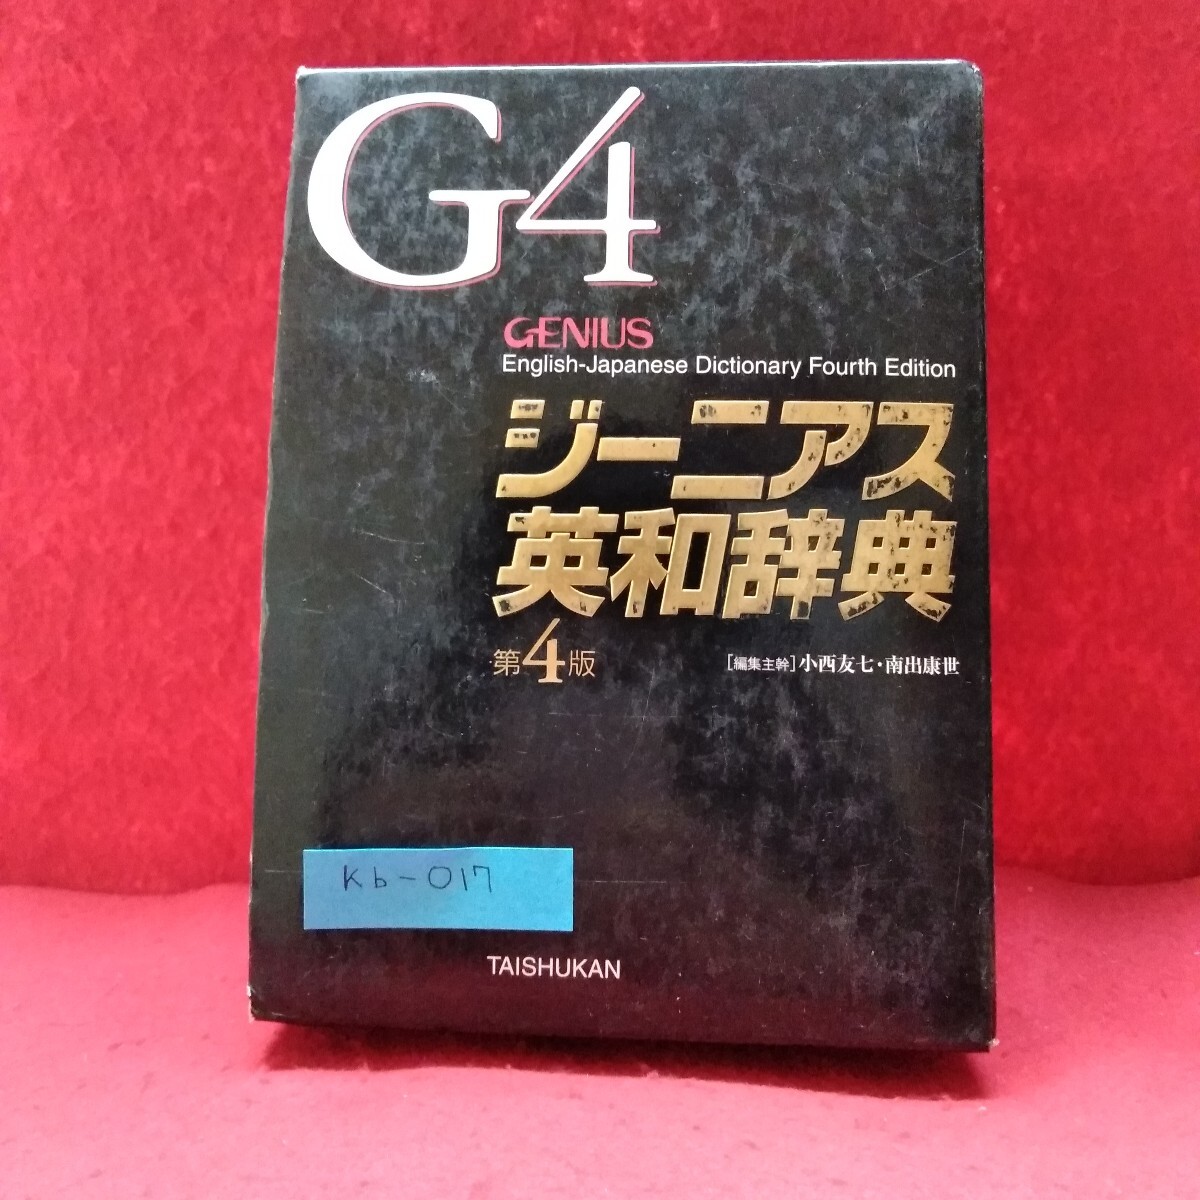 G4
GENIUS
English-Japanese Dictionary Fourth Edition
ジーニアス
英和辞典
第4版
[編集主幹]小西友七・南出康世
Kb-017
TAISHUKAN